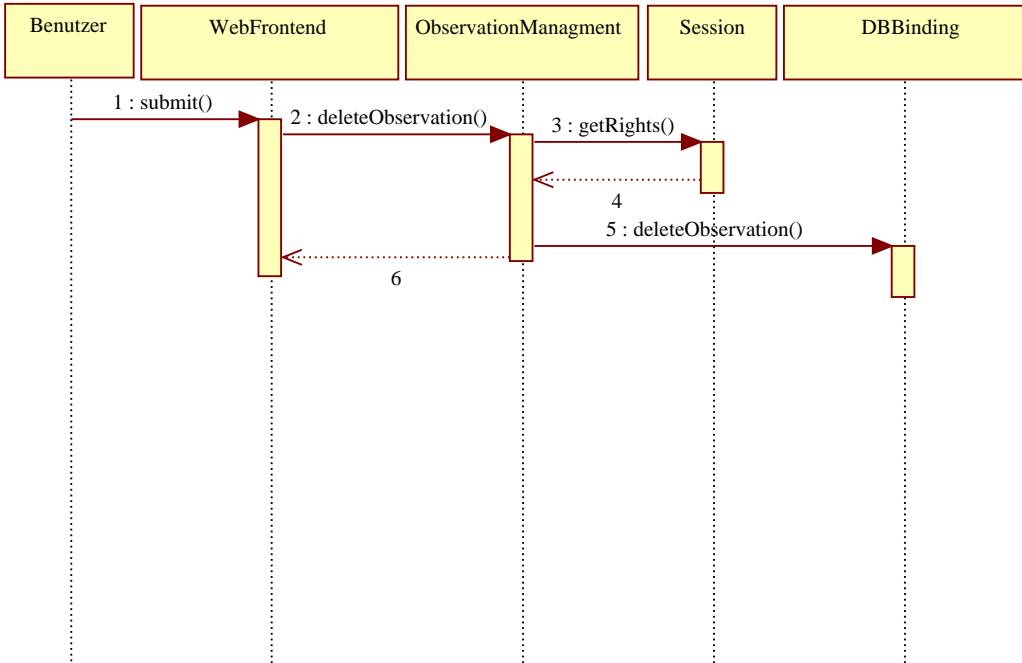 Benutzer
WebFrontend
ObservationManagment
Session
DBBinding
1 : submit()
2 : deleteObservation()
3 : getRights()
4
5 : deleteObservation()
6